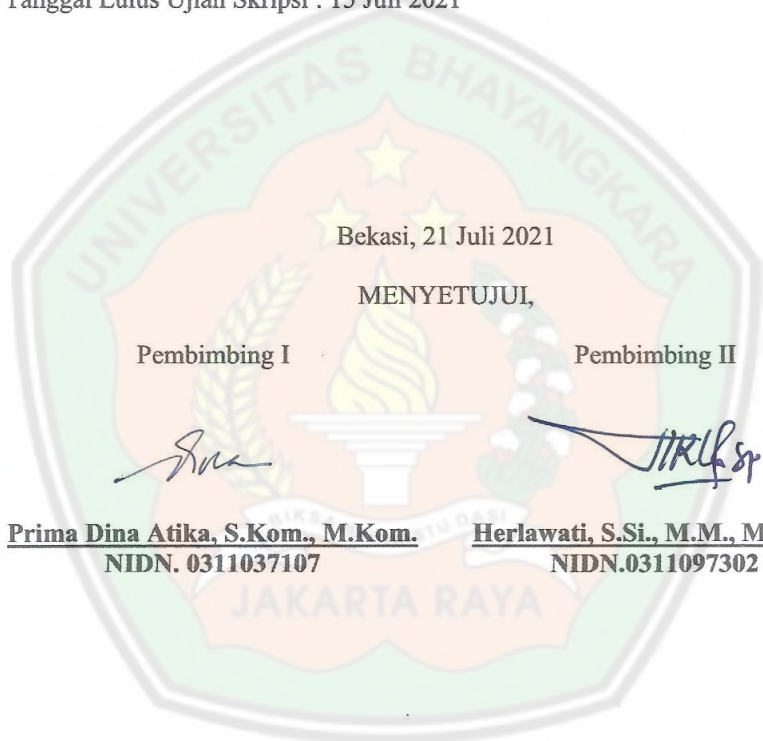 Tanggal Lulus Ujian Skripsi : 15 Juli 2021
UNIVERSITAS BHAYANGKARA
Bekasi, 21 Juli 2021
MENYETUJUI,
Pembimbing I Pembimbing II
Prima Dina Atika, S.Kom., M.Kom. Herlawati, S.Si., M.M., M
NIDN. 0311037107 NIDN.0311097302
JAKARTA RAYA